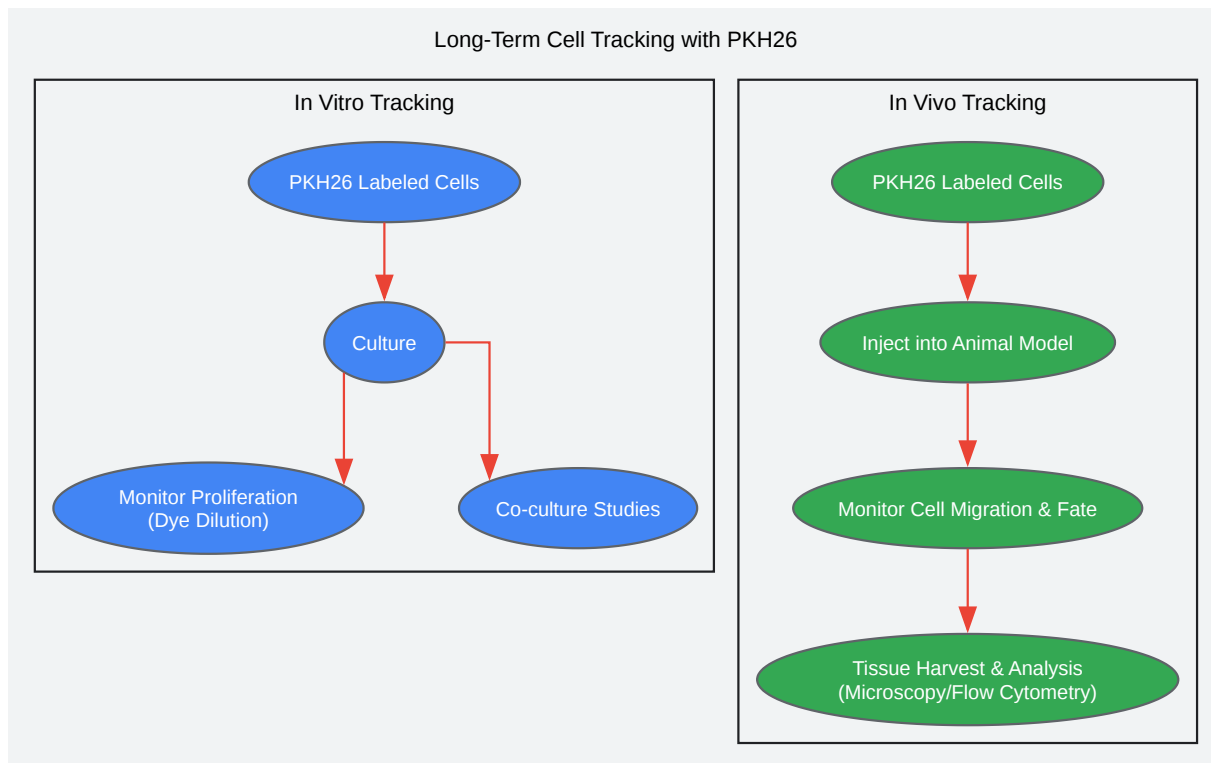 Long-Term Cell Tracking with PKH26
In Vitro Tracking
PKH26 Labeled Cells
Culture
Monitor Proliferation
(Dye Dilution)
Co-culture Studies
In Vivo Tracking
PKH26 Labeled Cells
Inject into Animal Model
Monitor Cell Migration & Fate
Tissue Harvest & Analysis
(Microscopy/Flow Cytometry)